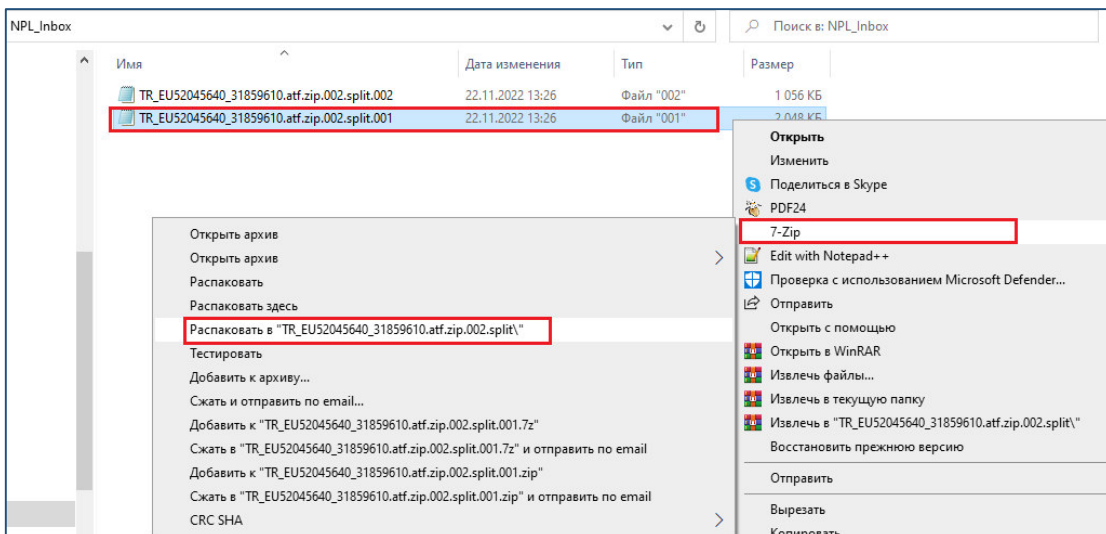 NPL_Inbox
Поиск в: NPL_Inbox
Имя Дата изменения Тип Размер
TR_EU52045640_31859610.atf.zip.002.split.002 22.11.2022 13:26 Файл "002" 1 056 КБ
TR_EU52045640_31859610.atf.zip.002.split.001 22.11.2022 13:26 Файл "001" 2 048 КБ
Открыть
Изменить
Поделиться в Skype
PDF24
7-Zip
Edit with Notepad++
Проверка с использованием Microsoft Defender...
Отправить
Открыть с помощью
Открыть в WinRAR
Извлечь файлы...
Извлечь в текущую папку
Извлечь в "TR_EU52045640_31859610.atf.zip.002.split\"
Восстановить прежнюю версию
Отправить
Вырезать
Копировать
Открыть архив
Открыть архив
Распаковать
Распаковать здесь
Распаковать в "TR_EU52045640_31859610.atf.zip.002.split\"
Тестировать
Добавить к архиву...
Сжать и отправить по email...
Добавить к "TR_EU52045640_31859610.atf.zip.002.split.001.7z"
Сжать в "TR_EU52045640_31859610.atf.zip.002.split.001.7z" и отправить по email
Добавить к "TR_EU52045640_31859610.atf.zip.002.split.001.zip"
Сжать в "TR_EU52045640_31859610.atf.zip.002.split.001.zip" и отправить по email
CRC SHA